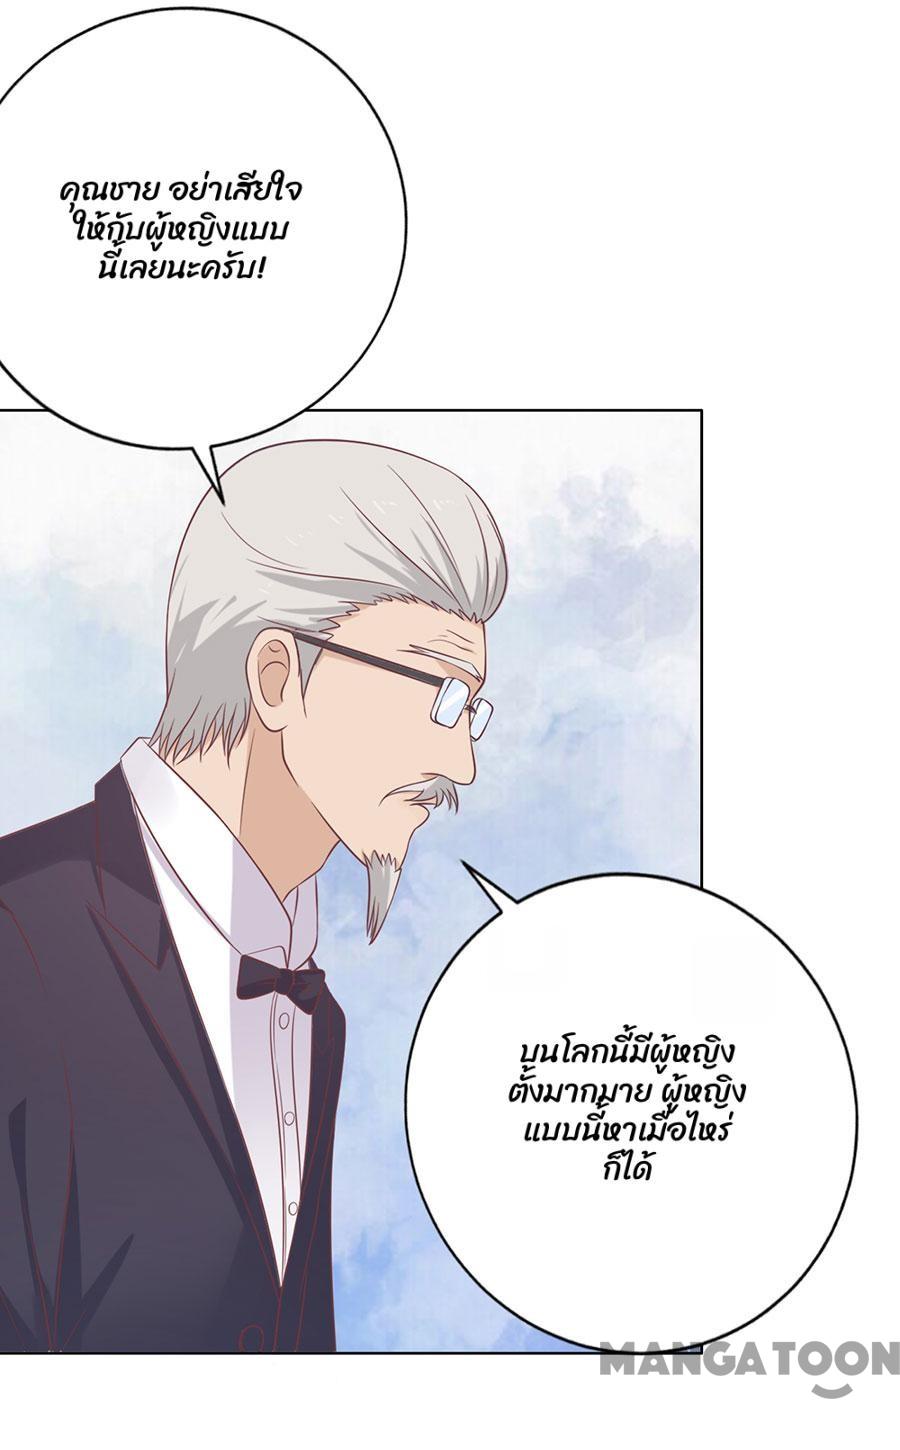 คุณชาย อย่าเสียใจ
ให้กับผู้หญิงแบบ
นี้เลยนะครับ!
บนโลกนี้มีผู้หญิง
ตั้งมากมาย ผู้หญิง
แบบนี้หาเมื่อไหร่
ก็ได้
MANGATOON